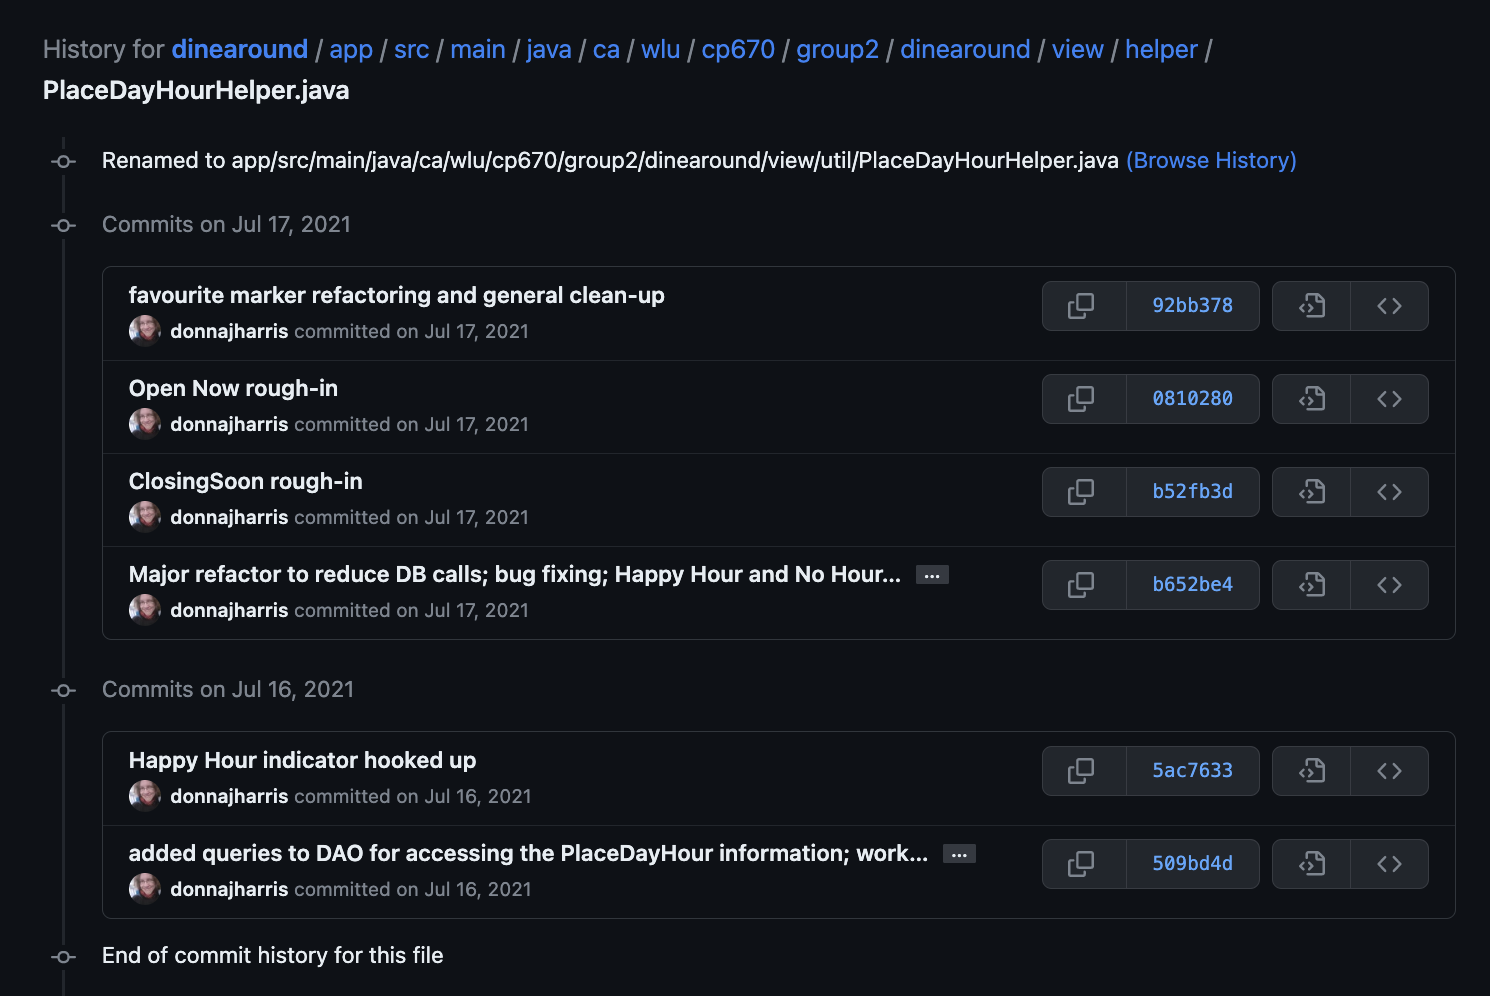 History for dinearound / app / src / main / java / ca / wlu / cp670 / group2 / dinearound / view / helper /
PlaceDayHourHelper.java
Renamed to app/src/main/java/ca/wlu/cp670/group2/dinearound/view/util/PlaceDayHourHelper.java (Browse History)
Commits on Jul 17, 2021
favourite marker refactoring and general clean-up
92bb378
donnajharris committed on Jul 17, 2021
Open Now rough-in
0810280
donnajharris committed on Jul 17, 2021
ClosingSoon rough-in
b52fb3d
donnajharris committed on Jul 17, 2021
Major refactor to reduce DB calls; bug fixing; Happy Hour and No Hour... ...
b652be4
donnajharris committed on Jul 17, 2021
Commits on Jul 16, 2021
Happy Hour indicator hooked up
5ac7633
donnajharris committed on Jul 16, 2021
added queries to DAO for accessing the PlaceDayHour information; work... ...
509bd4d
donnajharris committed on Jul 16, 2021
End of commit history for this file